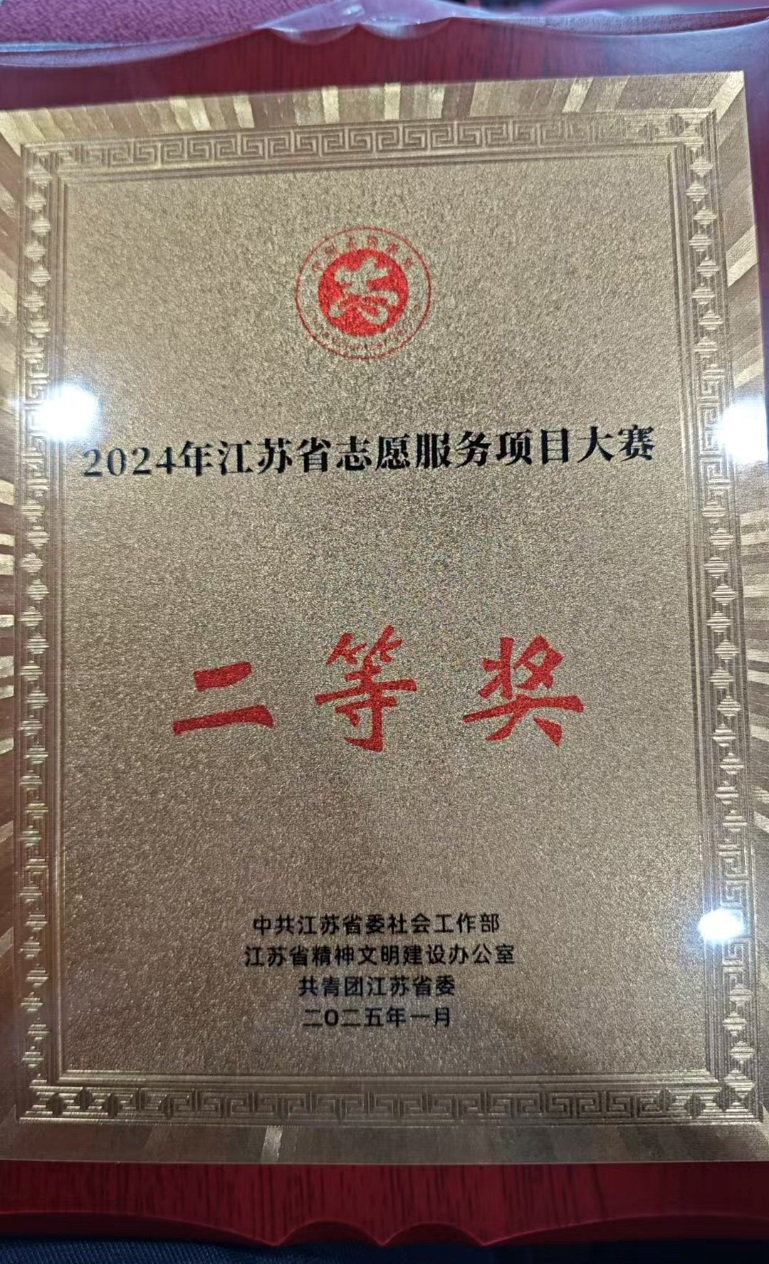 2024年江苏省志愿服务项目大赛
二等奖
中共江苏省委社会工作部
江苏省精神文明建设办公室
共青团江苏省委
二〇二五年一月